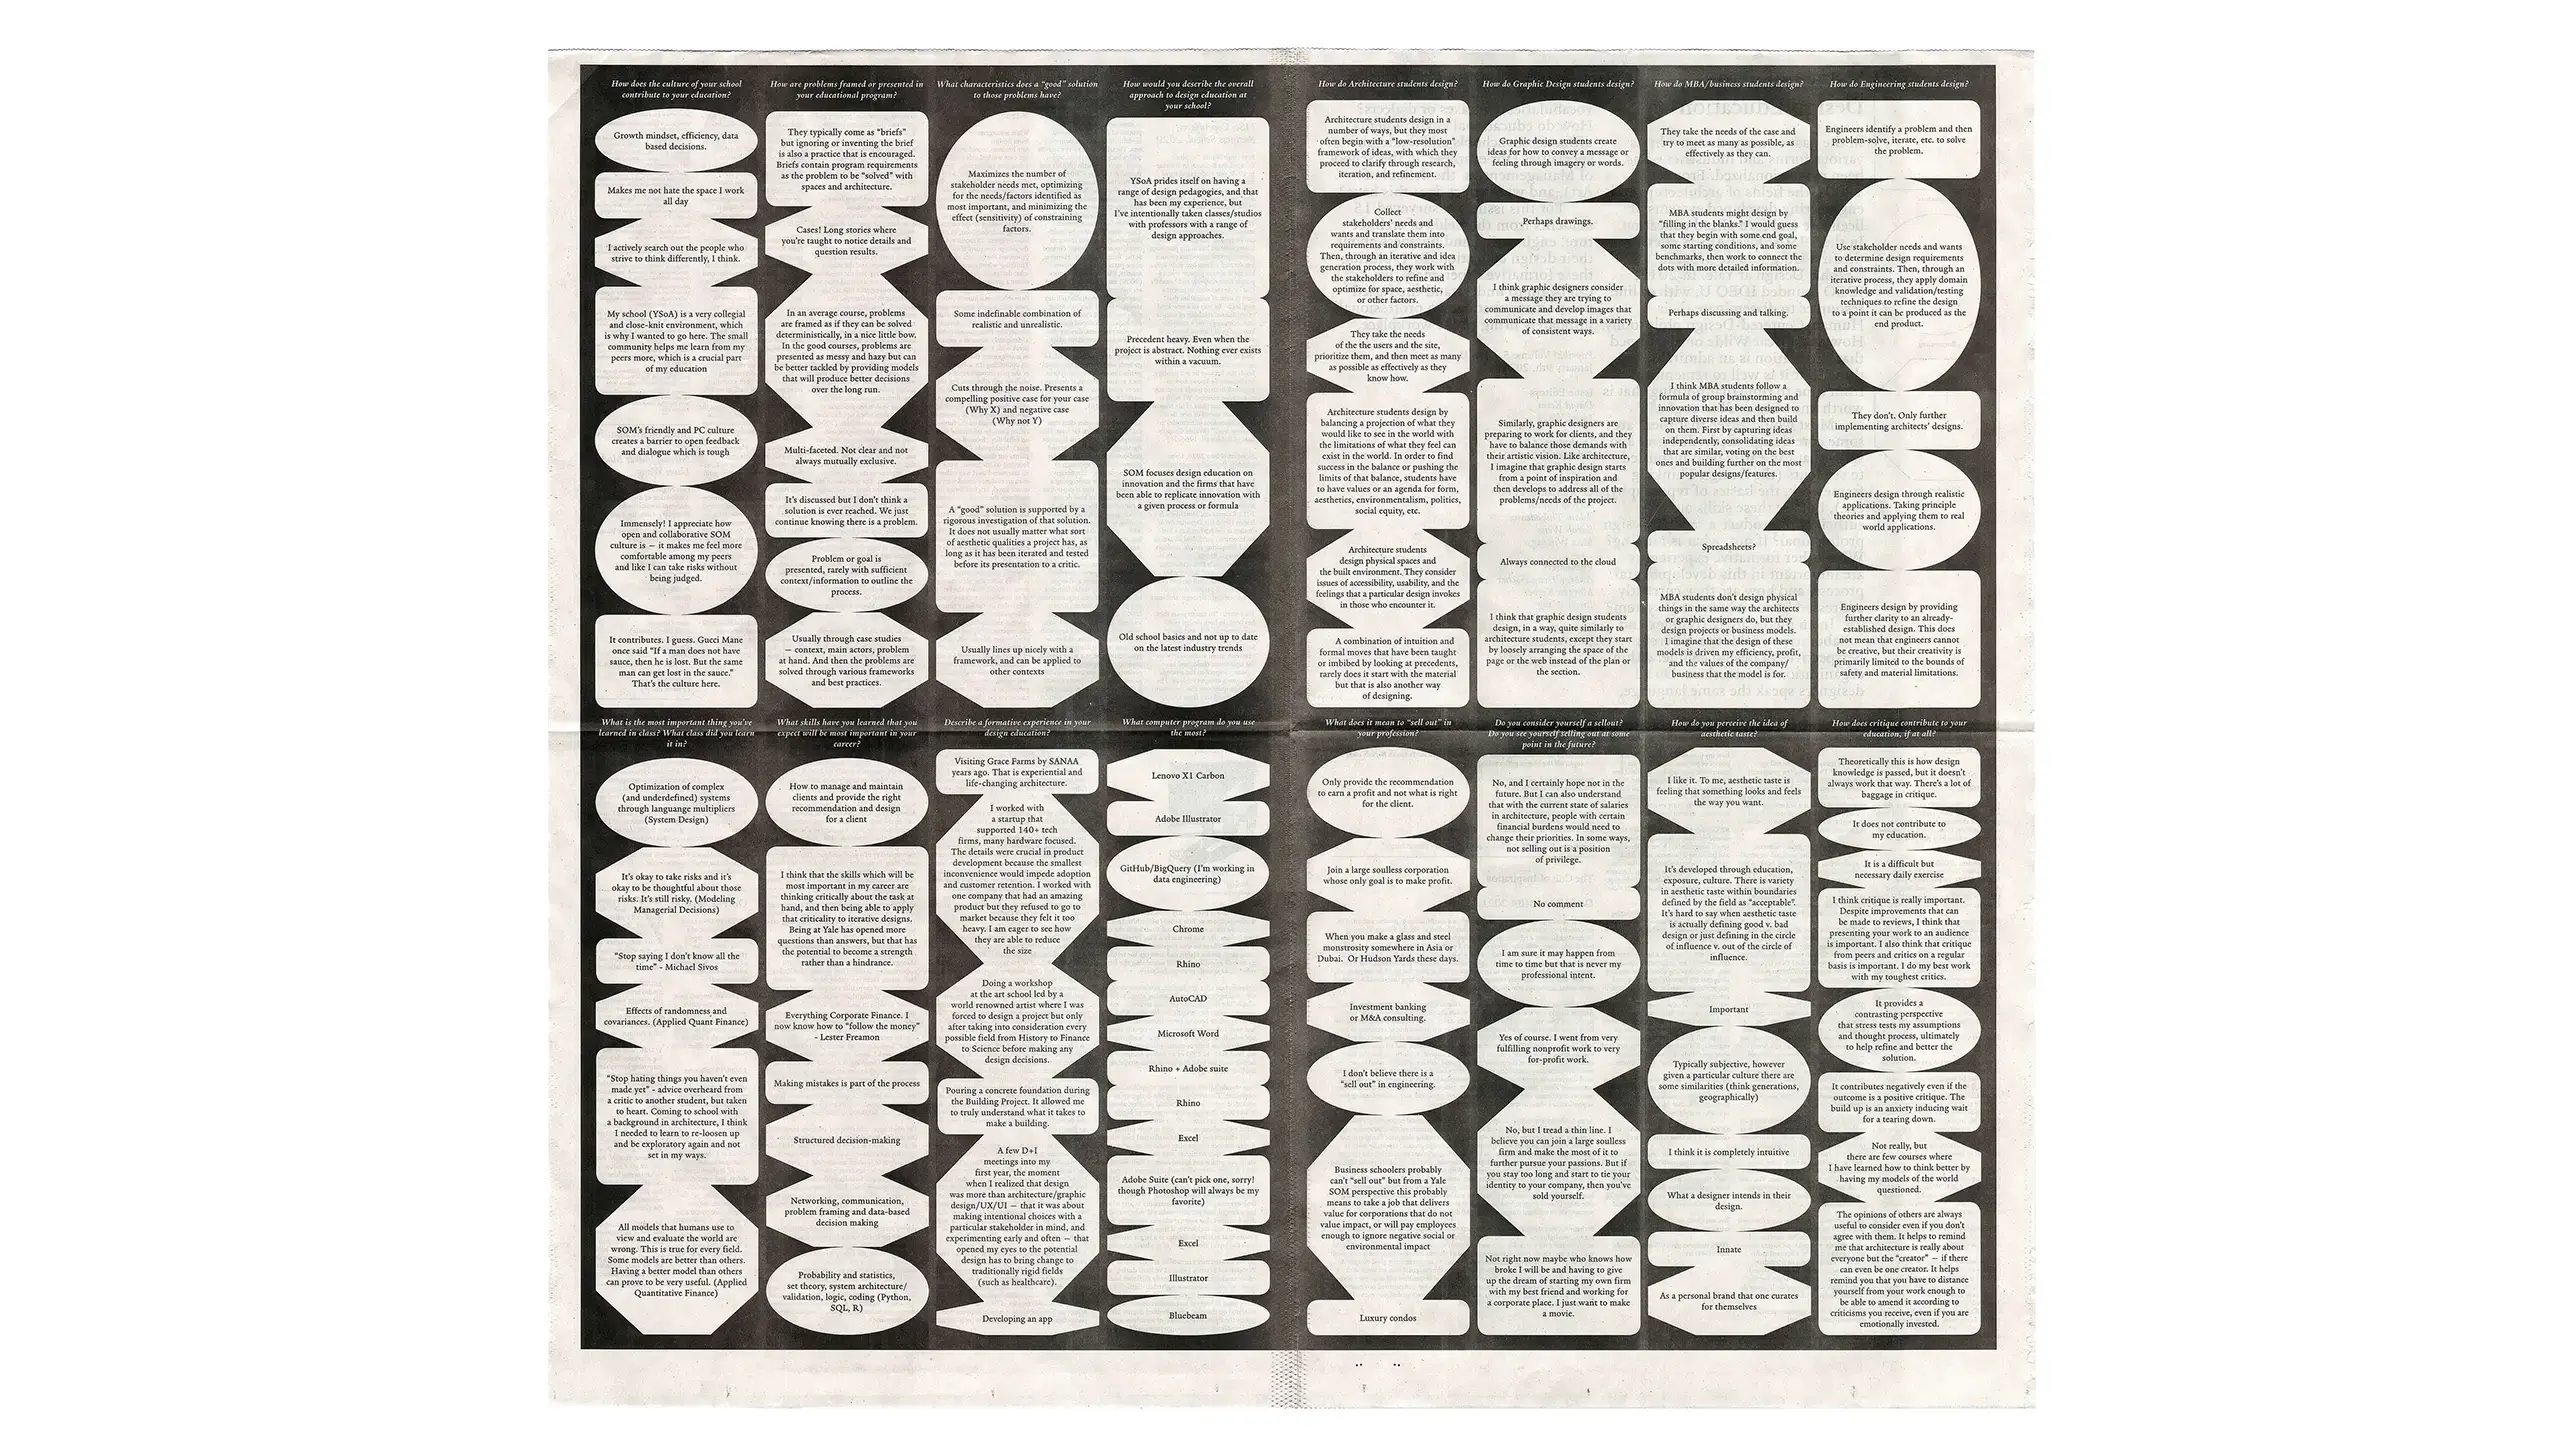 How does the culture of your school
contribute to your education?
Growth mindset, efficiency, data
based decisions.
Makes me not hate the space I work
all day
I actively search out the people who
strive to think differently, I think.
My school (YSoA) is a very collegial
and close-knit environment, which
is why I wanted to go here. The small
community helps me learn from my
peers more, which is a crucial part
of my education
SOM's friendly and PC culture
creates a barrier to open feedback
and dialogue which is tough
Immensely! I appreciate how
open and collaborative SOM
culture is — it makes me feel more
comfortable among my peers
and like I can take risks without
being judged.
It contributes. I guess. Gucci Mane
once said "If a man does not have
sauce, then he is lost. But the same
man can get lost in the sauce."
That's the culture here.
How are problems framed or presented in
your educational program?
They typically come as "briefs"
but ignoring or inventing the brief
is also a practice that is encouraged.
Briefs contain program requirements
as the problem to be "solved" with
spaces and architecture.
Cases! Long stories where
you're taught to notice details and
question results.
In an average course, problems
are framed as if they can be solved
deterministically, in a nice little bow.
In the good courses, problems are
presented as messy and hazy but can
be better tackled by providing models
that will produce better decisions
over the long run.
Multi-faceted. Not clear and not
always mutually exclusive.
It's discussed but I don't think a
solution is ever reached. We just
continue knowing there is a problem.
Problem or goal is
presented, rarely with sufficient
context/information to outline the
process.
Usually through case studies
— context, main actors, problem
at hand. And then the problems are
solved through various frameworks
and best practices.
What characteristics does a "good" solution
to those problems have?
Maximizes the number of
stakeholder needs met, optimizing
for the needs/factors identified as
most important, and minimizing the
effect (sensitivity) of constraining
factors.
Some indefinable combination of
realistic and unrealistic.
Cuts through the noise. Presents a
compelling positive case for your case
(Why X) and negative case
(Why not Y)
A "good" solution is supported by a
rigorous investigation of that solution.
It does not usually matter what sort
of aesthetic qualities a project has, as
long as it has been iterated and tested
before its presentation to a critic.
Usually lines up nicely with a
framework, and can be applied to
other contexts
How would you describe the overall
approach to design education at
your school?
YSoA prides itself on having a
range of design pedagogies, and that
has been my experience, but
I've intentionally taken classes/studios
with professors with a range of
design approaches.
Precedent heavy. Even when the
project is abstract. Nothing ever exists
within a vacuum.
SOM focuses design education on
innovation and the firms that have
been able to replicate innovation with
a given process or formula
Old school basics and not up to date
on the latest industry trends
How do Architecture students design?
Architecture students design in a
number of ways, but they most
often begin with a "low-resolution"
framework of ideas, with which they
proceed to clarify through research,
iteration, and refinement.
Collect
stakeholders' needs and
wants and translate them into
requirements and constraints.
Then, through an iterative and idea
generation process, they work with
the stakeholders to refine and
optimize for space, aesthetic,
or other factors.
They take the needs
of the the users and the site,
prioritize them, and then meet as many
as possible as effectively as they
know how.
Architecture students design by
balancing a projection of what they
would like to see in the world with
the limitations of what they feel can
exist in the world. In order to find
success in the balance or pushing the
limits of that balance, students have
to have values or an agenda for form,
aesthetics, environmentalism, politics,
social equity, etc.
Architecture students
design physical spaces and
the built environment. They consider
issues of accessibility, usability, and the
feelings that a particular design invokes
in those who encounter it.
A combination of intuition and
formal moves that have been taught
or imbibed by looking at precedents,
rarely does it start with the material
but that is also another way
of designing.
How do Graphic Design students design?
Graphic design students create
ideas for how to convey a message or
feeling through imagery or words.
Perhaps drawings.
I think graphic designers consider
a message they are trying to
communicate and develop images that
communicate that message in a variety
of consistent ways.
Similarly, graphic designers are
preparing to work for clients, and they
have to balance those demands with
their artistic vision. Like architecture,
I imagine that graphic design starts
from a point of inspiration and
then develops to address all of the
problems/needs of the project.
Always connected to the cloud
I think that graphic design students
design, in a way, quite similarly to
architecture students, except they start
by loosely arranging the space of the
page or the web instead of the plan or
the section.
How do MBA/business students design?
They take the needs of the case and
try to meet as many as possible, as
effectively as they can.
MBA students might design by
"filling in the blanks." I would guess
that they begin with some end goal,
some starting conditions, and some
benchmarks, then work to connect the
dots with more detailed information.
Perhaps discussing and talking.
I think MBA students follow a
formula of group brainstorming and
innovation that has been designed to
capture diverse ideas and then build
on them. First by capturing ideas
independently, consolidating ideas
that are similar, voting on the best
ones and building further on the most
popular designs/features.
Spreadsheets?
MBA students don't design physical
things in the same way the architects
or graphic designers do, but they
design projects or business models.
I imagine that the design of these
models is driven my efficiency, profit,
and the values of the company/
business that the model is for.
How do Engineering students design?
Engineers identify a problem and then
problem-solve, iterate, etc. to solve
the problem.
Use stakeholder needs and wants
to determine design requirements
and constraints. Then, through an
iterative process, they apply domain
knowledge and validation/testing
techniques to refine the design
to a point it can be produced as the
end product.
They don't. Only further
implementing architects' designs.
Engineers design through realistic
applications. Taking principle
theories and applying them to real
world applications.
Engineers design by providing
further clarity to an already-
established design. This does
not mean that engineers cannot
be creative, but their creativity is
primarily limited to the bounds of
safety and material limitations.
What is the most important thing you've
learned in class? What class did you learn
it in?
Optimization of complex
(and underdefined) systems
through language multipliers
(System Design)
It's okay to take risks and it's
okay to be thoughtful about those
risks. It's still risky. (Modeling
Managerial Decisions)
"Stop saying I don't know all the
time" - Michael Sivos
Effects of randomness and
covariances. (Applied Quant Finance)
"Stop hating things you haven't even
made yet" - advice overheard from
a critic to another student, but taken
to heart. Coming to school with
a background in architecture, I think
I needed to learn to re-loosen up
and be exploratory again and not
set in my ways.
All models that humans use to
view and evaluate the world are
wrong. This is true for every field.
Some models are better than others.
Having a better model than others
can prove to be very useful. (Applied
Quantitative Finance)
What skills have you learned that you
expect will be most important in your
career?
How to manage and maintain
clients and provide the right
recommendation and design
for a client
I think that the skills which will be
most important in my career are
thinking critically about the task at
hand, and then being able to apply
that criticality to iterative designs.
Being at Yale has opened more
questions than answers, but that has
the potential to become a strength
rather than a hindrance.
Everything Corporate Finance. I
now know how to "follow the money"
- Lester Freamon
Making mistakes is part of the process
Structured decision-making
Networking, communication,
problem framing and data-based
decision making
Probability and statistics,
set theory, system architecture/
validation, logic, coding (Python,
SQL, R)
Describe a formative experience in your
design education?
Visiting Grace Farms by SANAA
years ago. That is experiential and
life-changing architecture.
I worked with
a startup that
supported 140+ tech
firms, many hardware focused.
The details were crucial in product
development because the smallest
inconvenience would impede adoption
and customer retention. I worked with
one company that had an amazing
product but they refused to go to
market because they felt it too
heavy. I am eager to see how
they are able to reduce
the size
Doing a workshop
at the art school led by a
world renowned artist where I was
forced to design a project but only
after taking into consideration every
possible field from History to Finance
to Science before making any
design decisions.
Pouring a concrete foundation during
the Building Project. It allowed me
to truly understand what it takes to
make a building.
A few D+I
meetings into my
first year, the moment
when I realized that design
was more than architecture/graphic
design/UX/UI — that it was about
making intentional choices with a
particular stakeholder in mind, and
experimenting early and often — that
opened my eyes to the potential
design has to bring change to
traditionally rigid fields
(such as healthcare).
Developing an app
What computer program do you use
the most?
Lenovo X1 Carbon
Adobe Illustrator
GitHub/BigQuery (I'm working in
data engineering)
Chrome
Rhino
AutoCAD
Microsoft Word
Rhino + Adobe suite
Rhino
Excel
Adobe Suite (can't pick one, sorry!
though Photoshop will always be my
favorite)
Excel
Illustrator
Bluebeam
What does it mean to "sell out" in
your profession?
Only provide the recommendation
to earn a profit and not what is right
for the client.
Join a large soulless corporation
whose only goal is to make profit.
When you make a glass and steel
monstrosity somewhere in Asia or
Dubai. Or Hudson Yards these days.
Investment banking
or M&A consulting.
I don't believe there is a
"sell out" in engineering.
Business schoolers probably
can't "sell out" but from a Yale
SOM perspective this probably
means to take a job that delivers
value for corporations that do not
value impact, or will pay employees
enough to ignore negative social or
environmental impact
Luxury condos
Do you consider yourself a sellout?
Do you see yourself selling out at some
point in the future?
No, and I certainly hope not in the
future. But I can also understand
that with the current state of salaries
in architecture, people with certain
financial burdens would need to
change their priorities. In some ways,
not selling out is a position
of privilege.
No comment
I am sure it may happen from
time to time but that is never my
professional intent.
Yes of course. I went from very
fulfilling nonprofit work to very
for-profit work.
No, but I tread a thin line. I
believe you can join a large soulless
firm and make the most of it to
further pursue your passions. But if
you stay too long and start to tie your
identity to your company, then you've
sold yourself.
Not right now maybe who knows how
broke I will be and having to give
up the dream of starting my own firm
with my best friend and working for
a corporate place. I just want to make
a movie.
How do you perceive the idea of
aesthetic taste?
I like it. To me, aesthetic taste is
feeling that something looks and feels
the way you want.
It's developed through education,
exposure, culture. There is variety
in aesthetic taste within boundaries
defined by the field as "acceptable".
It's hard to say when aesthetic taste
is actually defining good v. bad
design or just defining in the circle
of influence v. out of the circle of
influence.
Important
Typically subjective, however
given a particular culture there are
some similarities (think generations,
geographically)
I think it is completely intuitive
What a designer intends in their
design.
Innate
As a personal brand that one curates
for themselves
How does critique contribute to your
education, if at all?
Theoretically this is how design
knowledge is passed, but it doesn't
always work that way. There's a lot of
baggage in critique.
It does not contribute to
my education.
It is a difficult but
necessary daily exercise
I think critique is really important.
Despite improvements that can
be made to reviews, I think that
presenting your work to an audience
is important. I also think that critique
from peers and critics on a regular
basis is important. I do my best work
with my toughest critics.
It provides a
contrasting perspective
that stress tests my assumptions
and thought process, ultimately
to help refine and better the
solution.
It contributes negatively even if the
outcome is a positive critique. The
build up is an anxiety inducing wait
for a tearing down.
Not really, but
there are few courses where
I have learned how to think better by
having my models of the world
questioned.
The opinions of others are always
useful to consider even if you don't
agree with them. It helps to remind
me that architecture is really about
everyone but the "creator" — if there
can even be one creator. It helps
remind you that you have to distance
yourself from your work enough to
be able to amend it according to
criticisms you receive, even if you are
emotionally invested.